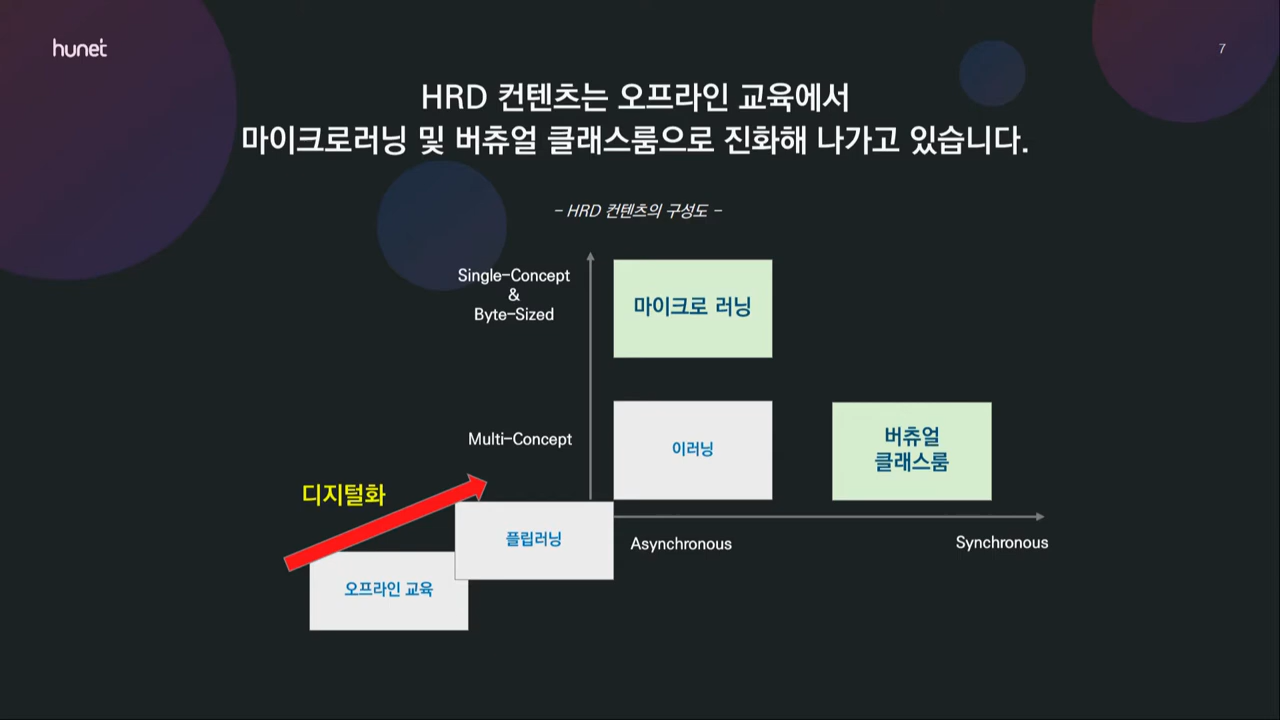 hunet
7
HRD 컨텐츠는 오프라인 교육에서
마이크로러닝 및 버츄얼 클래스룸으로 진화해 나가고 있습니다.
- HRD 컨텐츠의 구성도 -
Single-Concept
&
Byte-Sized
마이크로 러닝
Multi-Concept
이러닝
버츄얼
클래스룸
디지털화
플립러닝
Asynchronous
Synchronous
오프라인 교육